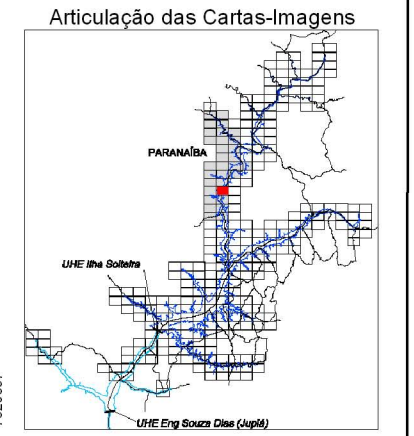 Articulação das Cartas-Imagens
PARANAÍBA
UHE Ilha Solteira
UHE Eng Souza Dias (Jupiá)